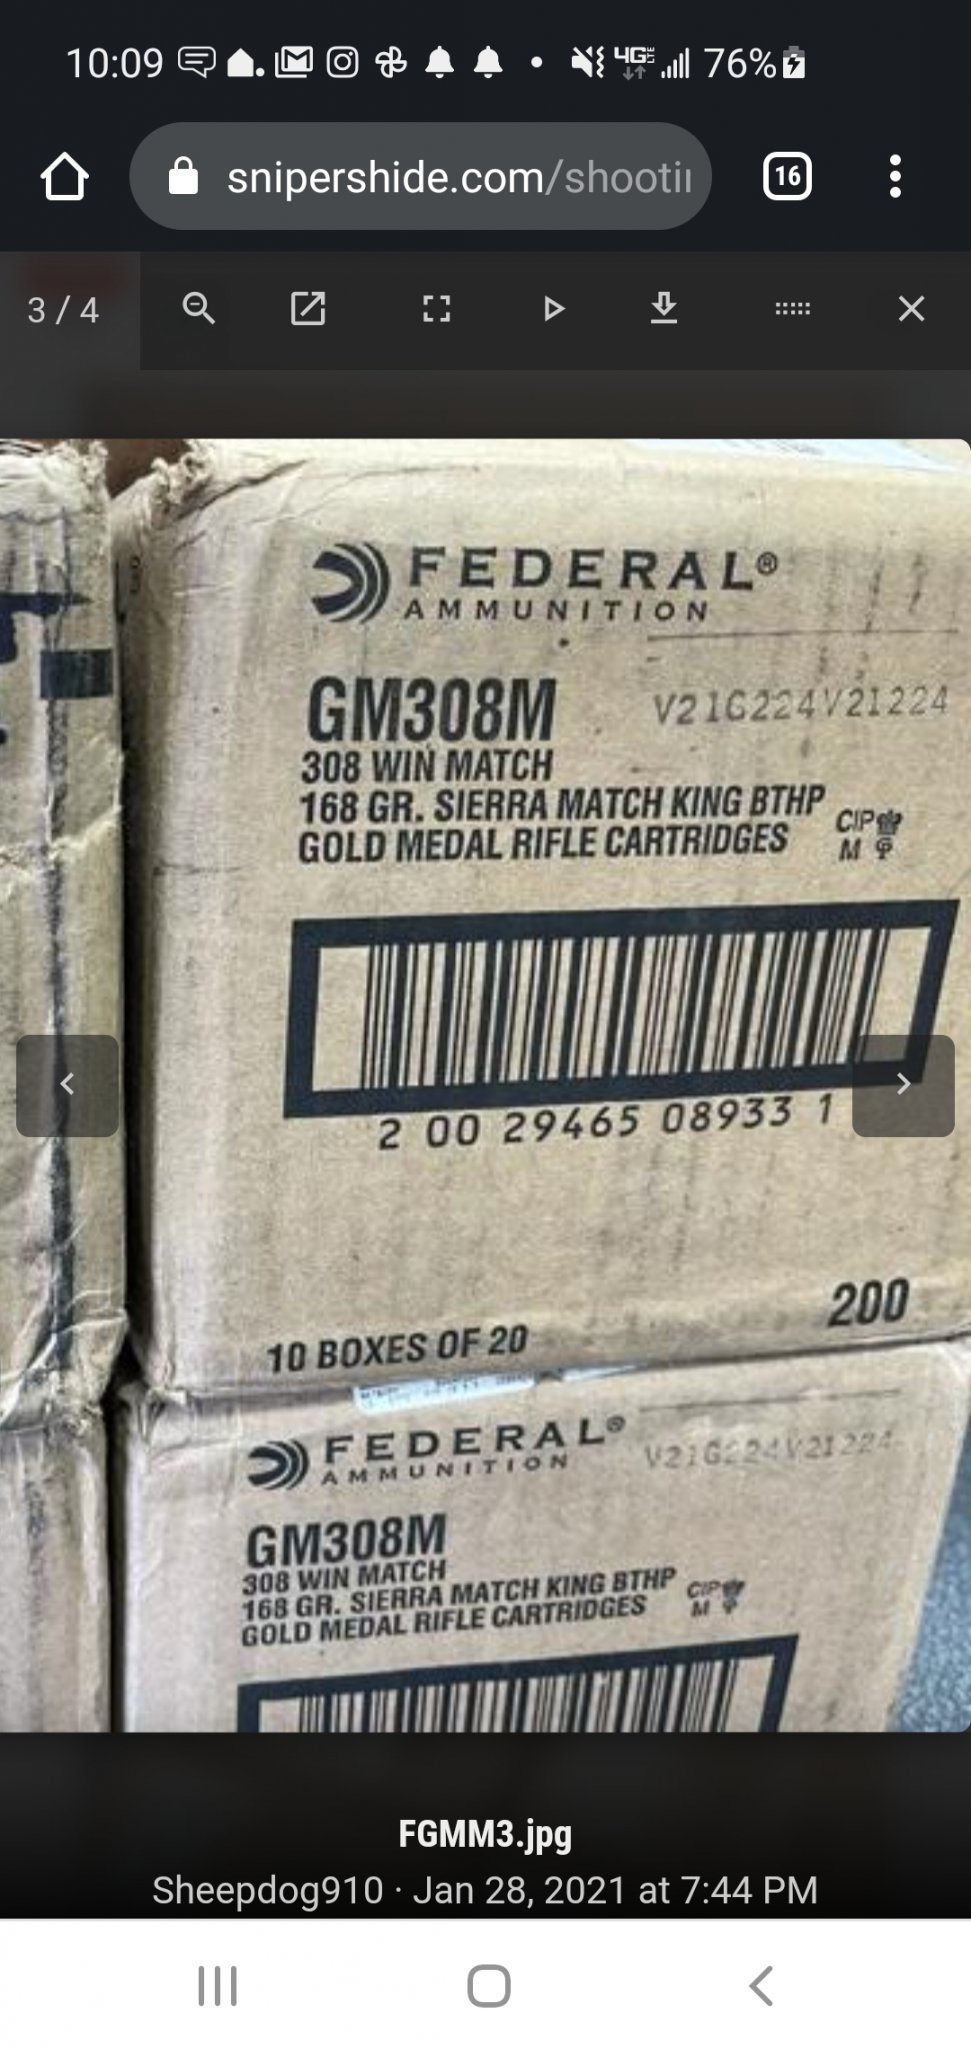 10:09
4G
76%
snipershide.com/shootin
16
3 / 4
FEDERAL®
AMMUNITION
GM308M
V21G224V21224
308 WIN MATCH
168 GR. SIERRA MATCH KING BTHP
GOLD MEDAL RIFLE CARTRIDGES
CIP
M
2 00 29465 08933 1
200
10 BOXES OF 20
FEDERAL®
AMMUNITION
V21G224V21224
GM308M
308 WIN MATCH
168 GR. SIERRA MATCH KING BTHP
GOLD MEDAL RIFLE CARTRIDGES
CIP
M
FGMM3.jpg
Sheepdog910 · Jan 28, 2021 at 7:44 PM